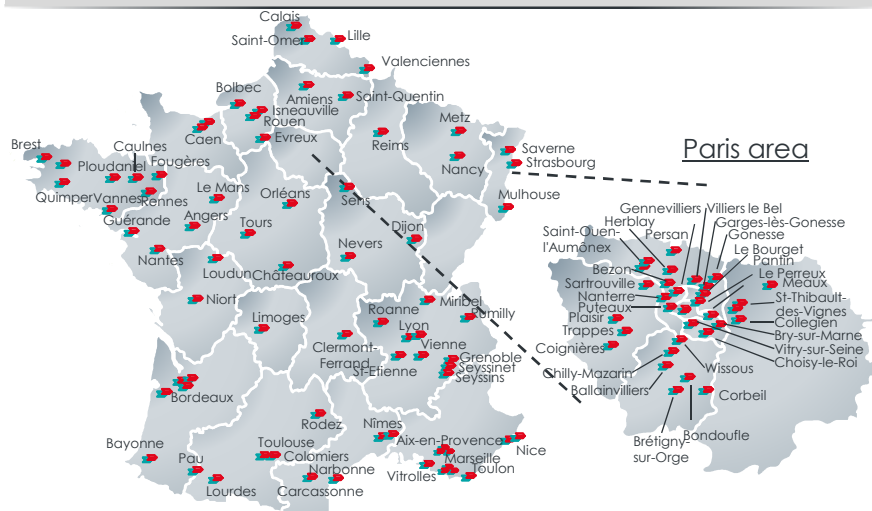 Calais
Saint-Omer
Lille
Valenciennes
Bolbec
Amiens
Saint-Quentin
Isneauville
Rouen
Caen
Evreux
Reims
Metz
Nancy
Saverne
Strasbourg
Mulhouse
Brest
Caulnes
Ploudaniel
Fougères
Quimper
Vannes
Rennes
Guérande
Le Mans
Angers
Nantes
Orléans
Tours
Sens
Dijon
Nevers
Loudun
Châteauroux
Niort
Limoges
Roanne
Miribel
Rumilly
Lyon
Vienne
Clermont-
Ferrand
St-Etienne
Grenoble
Seyssinet
Seyssins
Bordeaux
Rodez
Nîmes
Aix-en-Provence
Nice
Bayonne
Pau
Toulouse
Colomiers
Marseille
Lourdes
Narbonne
Carcassonne
Vitrolles
Toulon
Paris area
Gennevilliers
Villiers le Bel
Herblay
Garges-lès-Gonesse
Saint-Ouen-
l'Aumônex
Persan
Gonesse
Le Bourget
Pantin
Bezon
Le Perreux
Sartrouville
Meaux
Nanterre
St-Thibault-
des-Vignes
Puteaux
Plaisir
Collegien
Trappes
Bry-sur-Marne
Coignières
Vitry-sur-Seine
Choisy-le-Roi
Wissous
Chilly-Mazarin
Ballainvilliers
Corbeil
Bondoufle
Brétigny-
sur-Orge